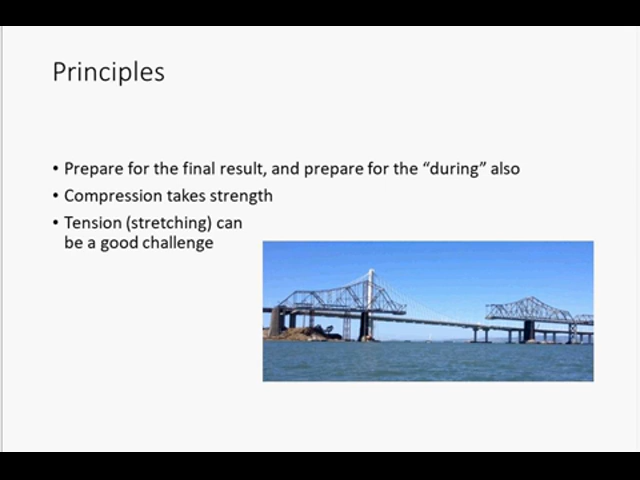 Principles
• Prepare for the final result, and prepare for the “during” also
• Compression takes strength
• Tension (stretching) can
be a good challenge